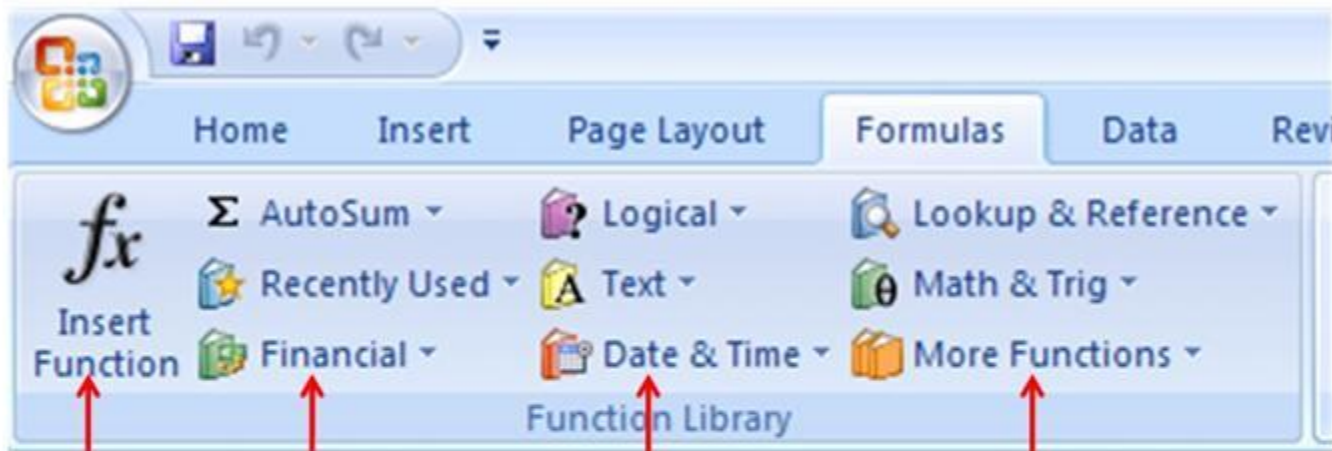 Home Insert Page Layout Formulas Data Rev
fx Σ AutoSum ? Logical Lookup & Reference
Recently Used A Text θ Math & Trig
Insert
Function Financial Date & Time More Functions
Function Library